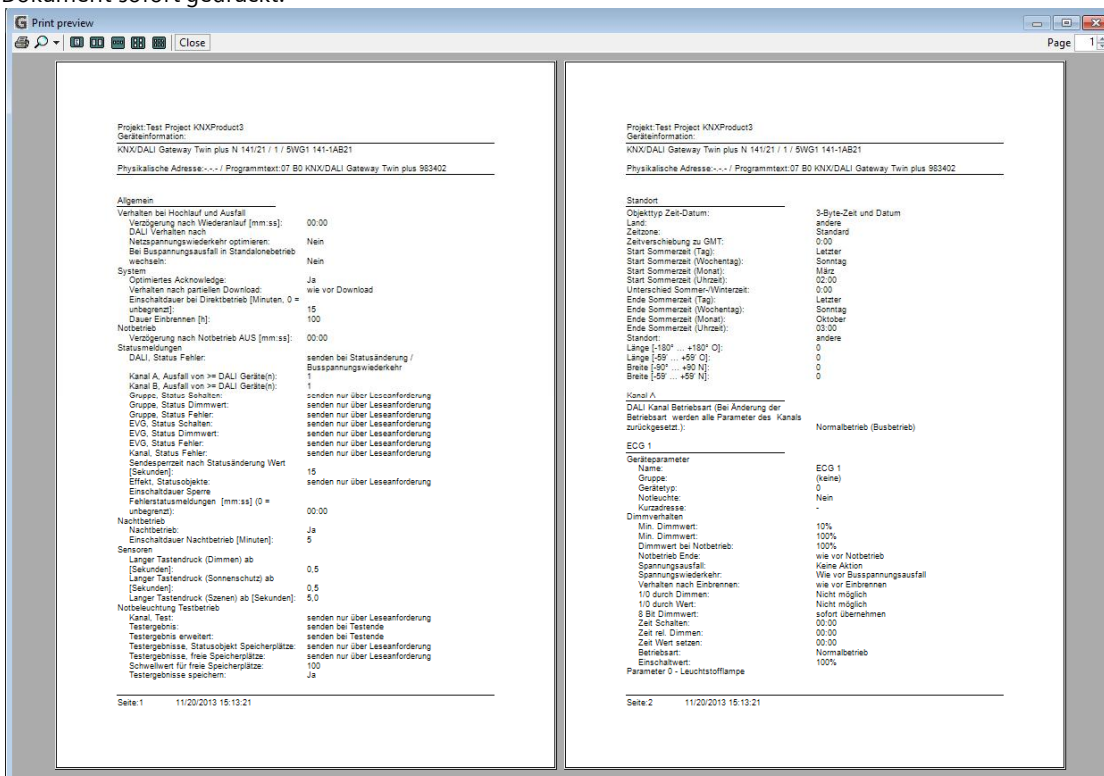 Dokument sofort gedruckt.
Print preview
Close
Page 1
Projekt:Test Project KNXProduct3
Geräteinformation:
KNX/DALI Gateway Twin plus N 141/21 / 1 / 5WG1 141-1AB21
Physikalische Adresse:-.-.- / Programmtext:07 B0 KNX/DALI Gateway Twin plus 983402
Allgemein
Verhalten bei Hochlauf und Ausfall
Verzögerung nach Wiederanlauf [mm:ss]: 00:00
DALI Verhalten nach
Netzspannungswiederkehr optimieren: Nein
Bei Buspannungsausfall in Standalonebetrieb
wechseln: Nein
System
Optimiertes Acknowledge: Ja
Verhalten nach partiellen Download: wie vor Download
Einschaltdauer bei Direktbetrieb [Minuten, 0 =
unbegrenzt]: 15
Dauer Einbrennen [h]: 100
Notbetrieb
Verzögerung nach Notbetrieb AUS [mm:ss]: 00:00
Statusmeldungen
DALI, Status Fehler: senden bei Statusänderung /
Busspannungswiederkehr
Kanal A, Ausfall von >= DALI Geräte(n): 1
Kanal B, Ausfall von >= DALI Geräte(n): 1
Gruppe, Status Schalten: senden nur über Leseanforderung
Gruppe, Status Dimmwert: senden nur über Leseanforderung
Gruppe, Status Fehler: senden nur über Leseanforderung
EVG, Status Schalten: senden nur über Leseanforderung
EVG, Status Dimmwert: senden nur über Leseanforderung
EVG, Status Fehler: senden nur über Leseanforderung
Kanal, Status Fehler: senden nur über Leseanforderung
Sendesperrzeit nach Statusänderung Wert
[Sekunden]: 15
Effekt, Statusobjekte: senden nur über Leseanforderung
Einschaltdauer Sperre
Fehlerstatusmeldungen [mm:ss] (0 =
unbegrenzt): 00:00
Nachtbetrieb
Nachtbetrieb: Ja
Einschaltdauer Nachtbetrieb [Minuten]: 5
Sensoren
Langer Tastendruck (Dimmen) ab
[Sekunden]: 0,5
Langer Tastendruck (Sonnenschutz) ab
[Sekunden]: 0,5
Langer Tastendruck (Szenen) ab [Sekunden]: 5,0
Notbeleuchtung Testbetrieb
Kanal, Test: senden nur über Leseanforderung
Testergebnis: senden bei Testende
Testergebnis erweitert: senden bei Testende
Testergebnisse, Statusobjekt Speicherplätze: senden nur über Leseanforderung
Testergebnisse, freie Speicherplätze: senden nur über Leseanforderung
Schwellwert für freie Speicherplätze: 100
Testergebnisse speichern: Ja
Seite:1 11/20/2013 15:13:21
Projekt:Test Project KNXProduct3
Geräteinformation:
KNX/DALI Gateway Twin plus N 141/21 / 1 / 5WG1 141-1AB21
Physikalische Adresse:-.-.- / Programmtext:07 B0 KNX/DALI Gateway Twin plus 983402
Standort
Objekttyp Zeit-Datum: 3-Byte-Zeit und Datum
Land: andere
Zeitzone: Standard
Zeitverschiebung zu GMT: 0:00
Start Sommerzeit (Tag): Letzter
Start Sommerzeit (Wochentag): Sonntag
Start Sommerzeit (Monat): März
Start Sommerzeit (Uhrzeit): 02:00
Unterschied Sommer-/Winterzeit: 0:00
Ende Sommerzeit (Tag): Letzter
Ende Sommerzeit (Wochentag): Sonntag
Ende Sommerzeit (Monat): Oktober
Ende Sommerzeit (Uhrzeit): 03:00
Standort: andere
Länge [-180° ... +180° O]: 0
Länge [-59' ... +59' O]: 0
Breite [-90° ... +90 N]: 0
Breite [-59' ... +59' N]: 0
Kanal A
DALI Kanal Betriebsart (Bei Änderung der
Betriebsart werden alle Parameter des Kanals
zurückgesetzt.): Normalbetrieb (Busbetrieb)
ECG 1
Geräteparameter
Name: ECG 1
Gruppe: (keine)
Gerätetyp: 0
Notleuchte: Nein
Kurzadresse: -
Dimmverhalten
Min. Dimmwert: 10%
Min. Dimmwert: 100%
Dimmwert bei Notbetrieb: 100%
Notbetrieb Ende: wie vor Notbetrieb
Spannungsausfall: Keine Aktion
Spannungswiederkehr: Wie vor Busspannungsausfall
Verhalten nach Einbrennen: wie vor Einbrennen
1/0 durch Dimmen: Nicht möglich
1/0 durch Wert: Nicht möglich
8 Bit Dimmwert: sofort übernehmen
Zeit Schalten: 00:00
Zeit rel. Dimmen: 00:00
Zeit Wert setzen: 00:00
Betriebsart: Normalbetrieb
Einschaltwert: 100%
Parameter 0 - Leuchtstofflampe
Seite:2 11/20/2013 15:13:21